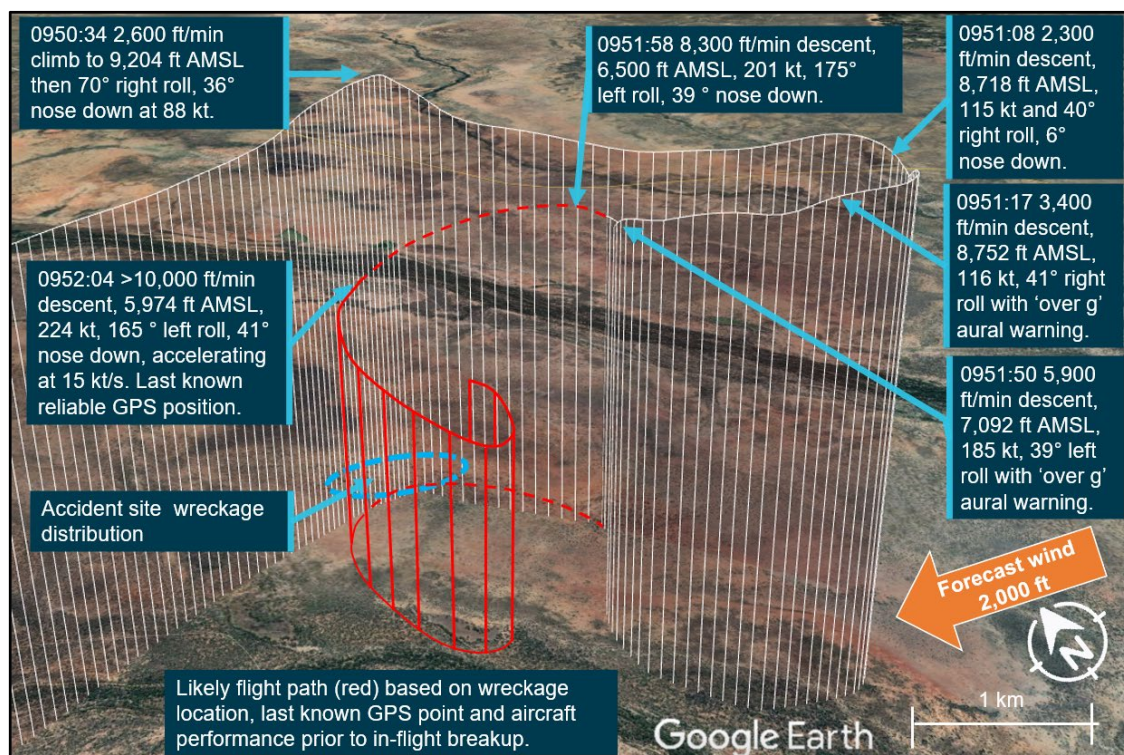 0950:34 2,600 ft/min
climb to 9,204 ft AMSL
then 70° right roll, 36°
nose down at 88 kt.
0951:58 8,300 ft/min descent,
6,500 ft AMSL, 201 kt, 175°
left roll, 39 ° nose down.
0951:08 2,300
ft/min descent,
8,718 ft AMSL,
115 kt and 40°
right roll, 6°
nose down.
0951:17 3,400
ft/min descent,
8,752 ft AMSL,
116 kt, 41° right
roll with ‘over g’
aural warning.
0952:04 >10,000 ft/min
descent, 5,974 ft AMSL,
224 kt, 165 ° left roll, 41°
nose down, accelerating
at 15 kt/s. Last known
reliable GPS position.
0951:50 5,900
ft/min descent,
7,092 ft AMSL,
185 kt, 39° left
roll with ‘over g’
aural warning.
Accident site wreckage
distribution
Forecast wind
2,000 ft
N
Likely flight path (red) based on wreckage
location, last known GPS point and aircraft
performance prior to in-flight breakup.
1 km
Google Earth